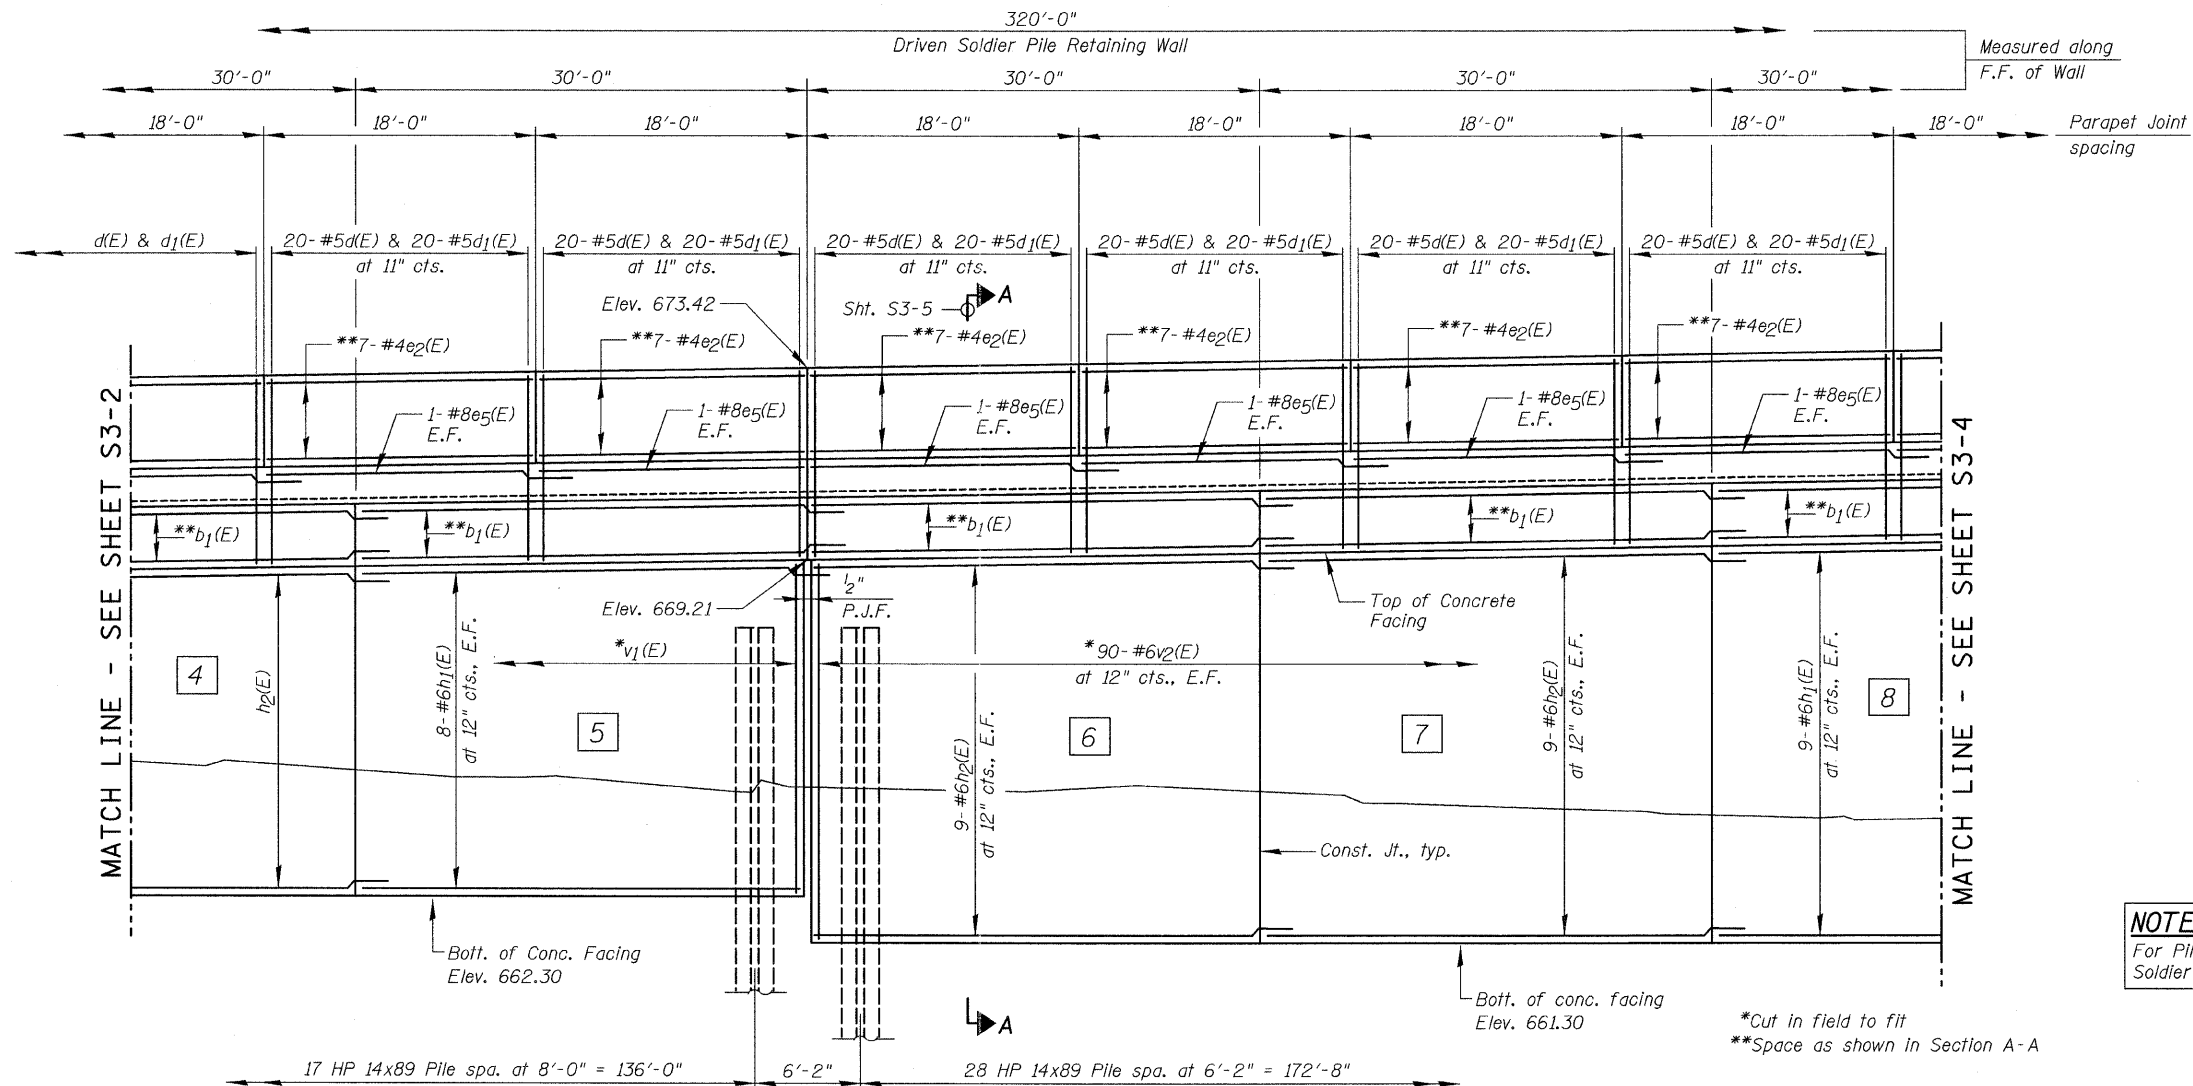 320'-0"
Driven Soldier Pile Retaining Wall
Measured along
F.F. of Wall
30'-0" 30'-0" 30'-0" 30'-0" 30'-0"
18'-0" 18'-0" 18'-0" 18'-0" 18'-0" 18'-0" 18'-0" 18'-0"
Parapet Joint
spacing
d(E) & d1(E)
20-#5d(E) & 20-#5d1(E)
at 11" cts.
20-#5d(E) & 20-#5d1(E)
at 11" cts.
20-#5d(E) & 20-#5d1(E)
at 11" cts.
20-#5d(E) & 20-#5d1(E)
at 11" cts.
20-#5d(E) & 20-#5d1(E)
at 11" cts.
20-#5d(E) & 20-#5d1(E)
at 11" cts.
Elev. 673.42
Sht. S3-5
A
**7-#4e2(E)
**7-#4e2(E)
**7-#4e2(E)
**7-#4e2(E)
**7-#4e2(E)
**7-#4e2(E)
1-#8e5(E)
E.F.
1-#8e5(E)
E.F.
1-#8e5(E)
E.F.
1-#8e5(E)
E.F.
1-#8e5(E)
E.F.
1-#8e5(E)
E.F.
MATCH LINE - SEE SHEET S3-2
MATCH LINE - SEE SHEET S3-4
**b1(E)
**b1(E)
**b1(E)
**b1(E)
**b1(E)
Elev. 669.21
1/2"
P.J.F.
Top of Concrete
Facing
*v1(E)
*90-#6v2(E)
at 12" cts., E.F.
4
h2(E)
8-#6h1(E)
at 12" cts., E.F.
5
9-#6h2(E)
at 12" cts., E.F.
6
7
9-#6h2(E)
at 12" cts., E.F.
9-#6h1(E)
at 12" cts., E.F.
8
Const. Jt., typ.
Bott. of Conc. Facing
Elev. 662.30
Bott. of conc. facing
Elev. 661.30
A
NOTE
For Pil
Soldier
*Cut in field to fit
**Space as shown in Section A-A
17 HP 14x89 Pile spa. at 8'-0" = 136'-0"
6'-2"
28 HP 14x89 Pile spa. at 6'-2" = 172'-8"